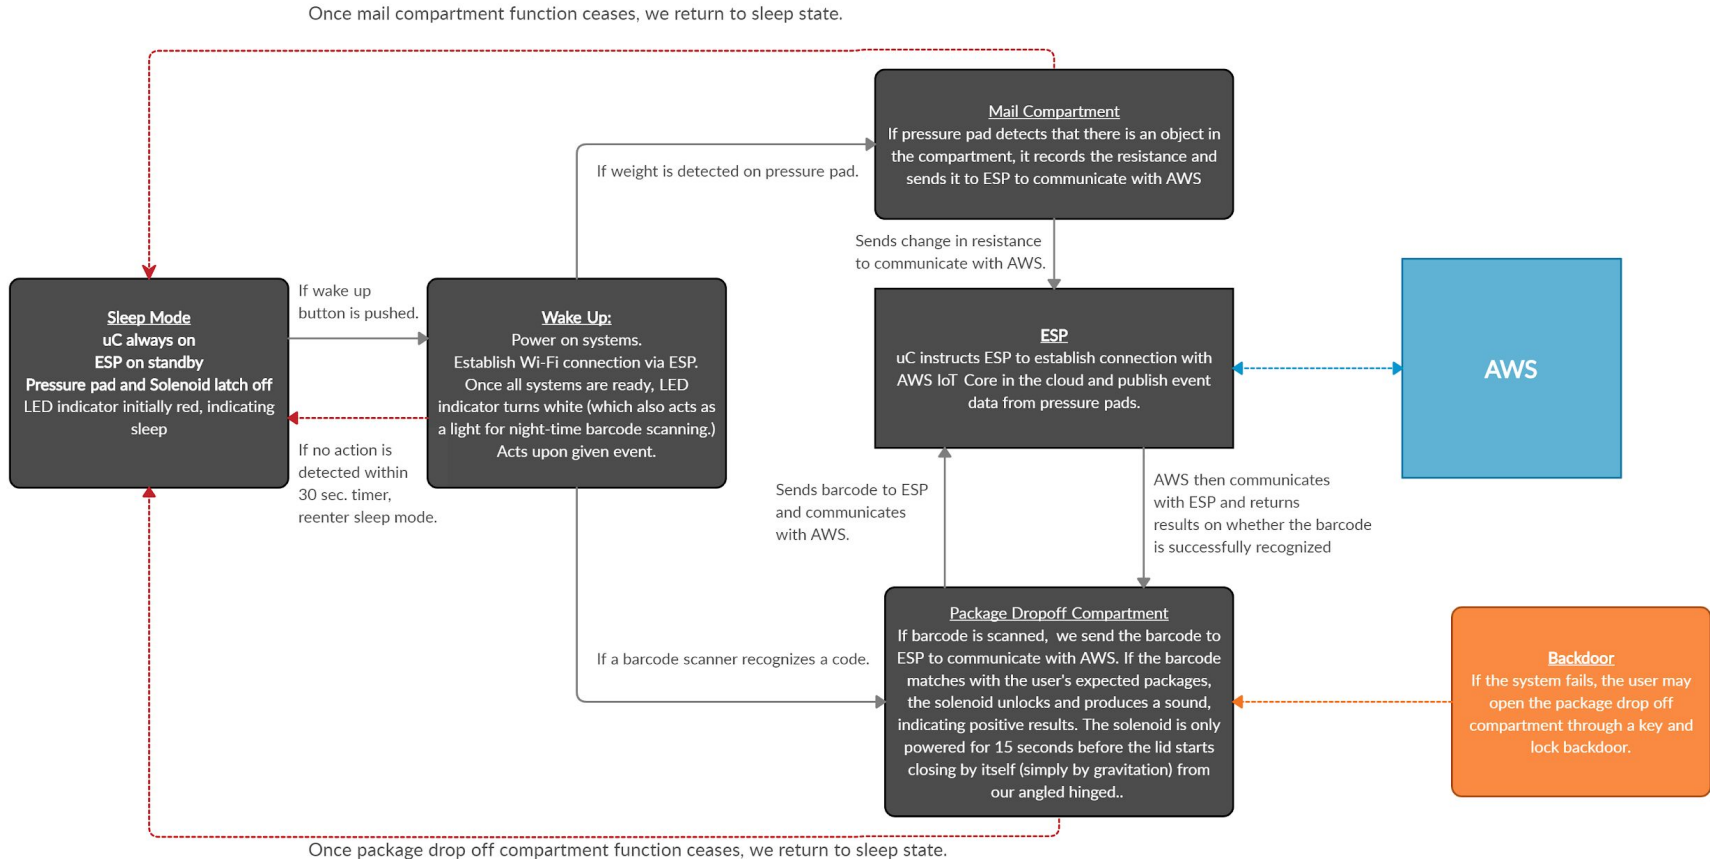 Once mail compartment function ceases, we return to sleep state.
Mail Compartment
If pressure pad detects that there is an object in
the compartment, it records the resistance and
sends it to ESP to communicate with AWS
If weight is detected on pressure pad.
Sends change in resistance
to communicate with AWS.
Sleep Mode
uC always on
ESP on standby
Pressure pad and Solenoid latch off
LED indicator initially red, indicating
sleep
If wake up
button is pushed.
If no action is
detected within
30 sec. timer,
reenter sleep mode.
Wake Up:
Power on systems.
Establish Wi-Fi connection via ESP.
Once all systems are ready, LED
indicator turns white (which also acts as
a light for night-time barcode scanning.)
Acts upon given event.
ESP
uC instructs ESP to establish connection with
AWS IoT Core in the cloud and publish event
data from pressure pads.
AWS
Sends barcode to ESP
and communicates
with AWS.
AWS then communicates
with ESP and returns
results on whether the barcode
is successfully recognized
If a barcode scanner recognizes a code.
Package Dropoff Compartment
If barcode is scanned, we send the barcode to
ESP to communicate with AWS. If the barcode
matches with the user's expected packages,
the solenoid unlocks and produces a sound,
indicating positive results. The solenoid is only
powered for 15 seconds before the lid starts
closing by itself (simply by gravitation) from
our angled hinged..
Backdoor
If the system fails, the user may
open the package drop off
compartment through a key and
lock backdoor.
Once package drop off compartment function ceases, we return to sleep state.